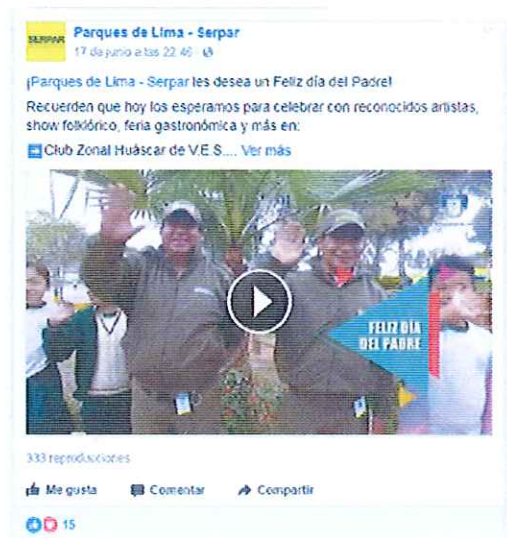 SERPAR
Parques de Lima - Serpar
17 de junio a las 22:46
¡Parques de Lima - Serpar les desea un Feliz día del Padre!
Recuerden que hoy los esperamos para celebrar con reconocidos artistas,
show folklórico, feria gastronómica y más en:
Club Zonal Huáscar de V.E.S.... Ver más
FELIZ DÍA
DEL PADRE
333 reproducciones
Me gusta Comentar Compartir
15